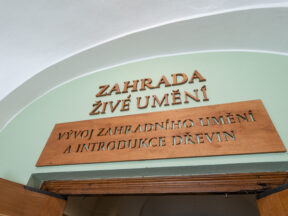 ZAHRADA
ŽIVÉ UMĚNÍ
VÝVOJ ZAHRADNÍHO UMĚNÍ
A INTRODUKCE DŘEVIN